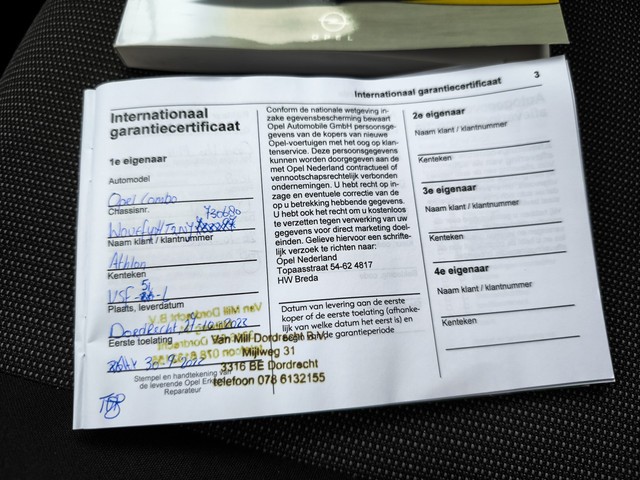 OPEL
Internationaal garantiecertificaat
3
Internationaal
garantiecertificaat
1e eigenaar
Automodel
Opel Combo
Chassisnr.
Naam klant / klantnummer
Athlon
Kenteken
Plaats, leverdatum
Dordrecht
Eerste toelating
Stempel en handtekening van
de leverende Opel
Reparateur
Conform de nationale wetgeving in-
zake egevensbescherming bewaart
Opel Automobile GmbH persoonsge-
gevens van de kopers van nieuwe
Opel-voertuigen met het oog op klan-
tenservice. Deze persoonsgegevens
kunnen worden doorgegeven aan de
met Opel Nederland contractueel of
vennootschapsrechtelijk verbonden
ondernemingen. U hebt recht op in-
zage en eventuele correctie van de
op u betrekking hebbende gegevens.
U hebt ook het recht om u kosteloos
te verzetten tegen verwerking van uw
gegevens voor direct marketing doel-
einden. Gelieve hiervoor een schrifte-
lijk verzoek te richten naar:
Opel Nederland
Topaasstraat 54-62 4817
HW Breda
Datum van levering aan de eerste
koper of de eerste toelating (afhanke-
lijk van welke datum het eerst is) en
garantieperiode
Van Mill Dordrecht B.V.
Mijlweg 31
3316 BE Dordrecht
telefoon 078 6132155
2e eigenaar
Naam klant / klantnummer
Kenteken
3e eigenaar
Naam klant / klantnummer
Kenteken
4e eigenaar
Naam klant / klantnummer
Kenteken